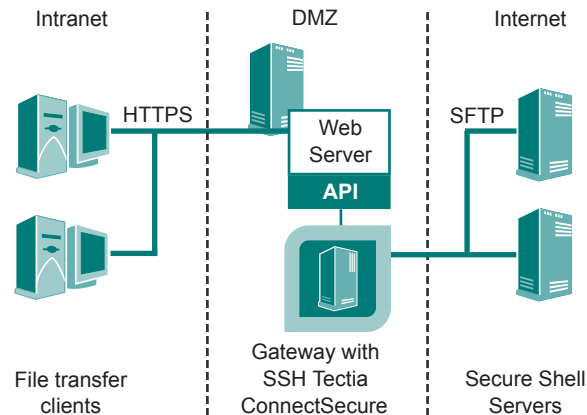 Intranet
DMZ
Internet
HTTPS
Web
Server
API
SFTP
File transfer
clients
Gateway with
SSH Tectia
ConnectSecure
Secure Shell
Servers